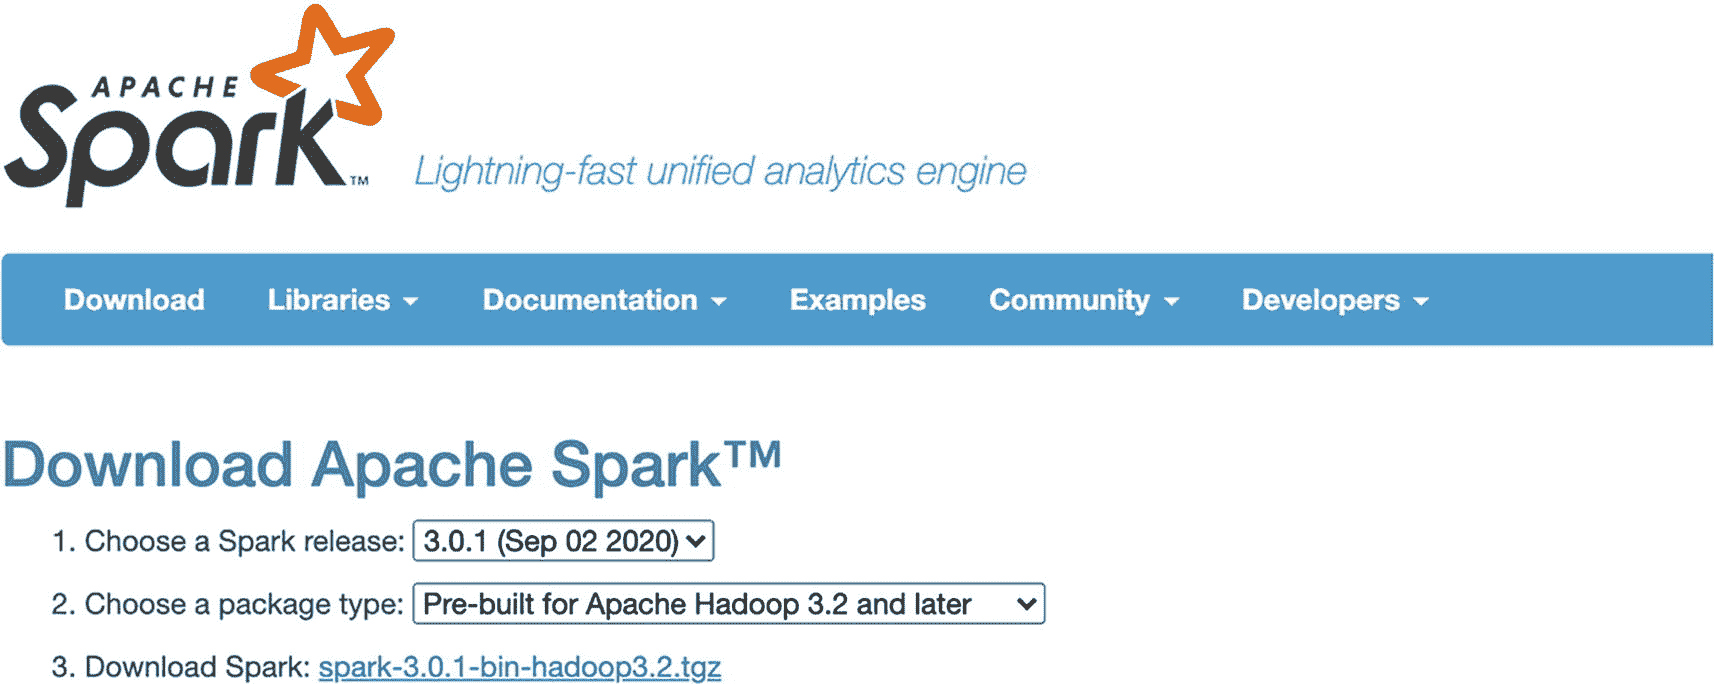 APACHE
Spark™
Lightning-fast unified analytics engine
Download Libraries Documentation Examples Community Developers
Download Apache Spark™
1. Choose a Spark release: 3.0.1 (Sep 02 2020)
2. Choose a package type: Pre-built for Apache Hadoop 3.2 and later
3. Download Spark: spark-3.0.1-bin-hadoop3.2.tgz